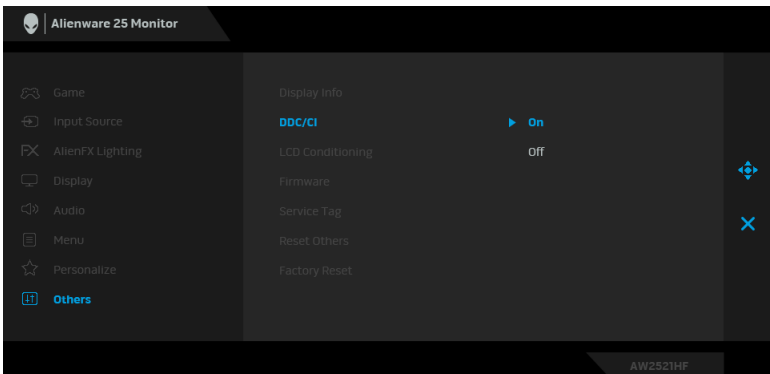 Alienware 25 Monitor
Game
Display Info
Input Source
DDC/CI
On
AlienFX Lighting
LCD Conditioning
Off
Display
Firmware
Audio
Service Tag
Menu
Reset Others
Personalize
Factory Reset
Others
AW2521HF